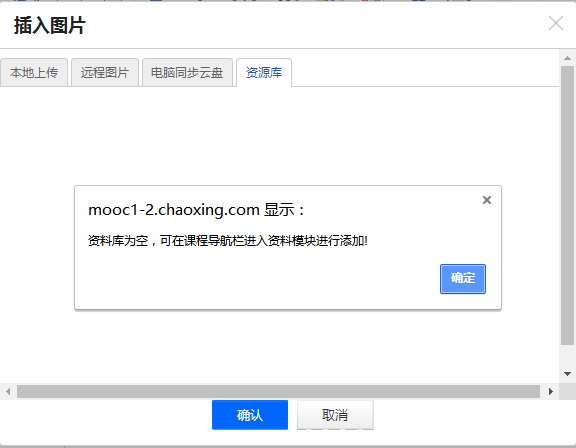 插入图片
本地上传
远程图片
电脑同步云盘
资源库
mooc1-2.chaoxing.com 显示：
资料库为空，可在课程导航栏进入资料模块进行添加!
确定
确认
取消